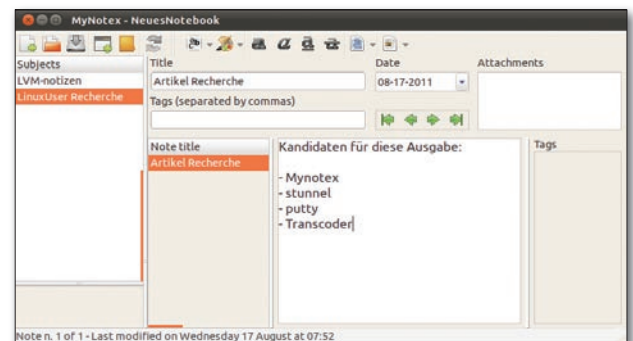 MyNotex - NeuesNotebook
Subjects
LVM-notizen
LinuxUser Recherche
Title
Artikel Recherche
Date
08-17-2011
Attachments
Tags (separated by commas)
Note title
Artikel Recherche
Kandidaten für diese Ausgabe:
- Mynotex
- stunnel
- putty
- Transcoder
Tags
Note n. 1 of 1 - Last modified on Wednesday 17 August at 07:52